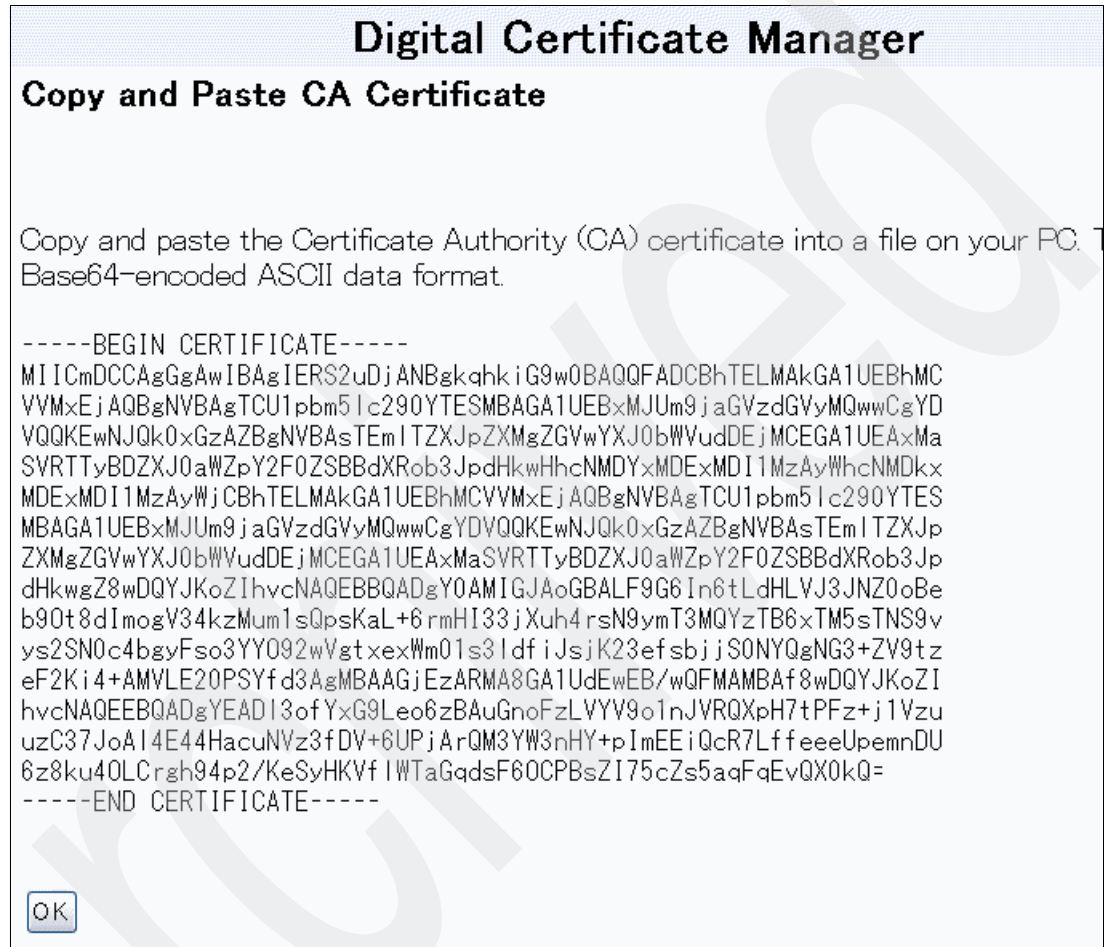 Digital Certificate Manager
Copy and Paste CA Certificate
Copy and paste the Certificate Authority (CA) certificate into a file on your PC. T
Base64-encoded ASCII data format.
-----BEGIN CERTIFICATE-----
MIICmDCCAgGgAwIBAgIERS2uDjANBgkqhkiG9w0BAQQFADCBhTELMAkGA1UEBhMC
VVMxEjAQBgNVBAgTCU1pbm5lc290YTESMBAGA1UEBxMJUm9jaGVzdGVyMQwwCgYD
VQQKEwNJQk0xGzAZBgNVBAsTEmlTZXJpZXMgZGVwYXJ0bWVudDEjMCEGA1UEAxMa
SVRTTyBDZXJ0aWZpY2F0ZSBBdXRob3JpdHkwHhcNMDYxMDExMDI1MzAyWhcNMDkx
MDExMDI1MzAyWjCBhTELMAkGA1UEBhMCVVMxEjAQBgNVBAgTCU1pbm5lc290YTES
MBAGA1UEBxMJUm9jaGVzdGVyMQwwCgYDVQQKEwNJQk0xGzAZBgNVBAsTEmlTZXJp
ZXMgZGVwYXJ0bWVudDEjMCEGA1UEAxMaSVRTTyBDZXJ0aWZpY2F0ZSBBdXRob3Jp
dHkwgZ8wDQYJKoZIhvcNAQEBBQADgY0AMIGJAoGBALF9G6In6tLdHLVJ3JNZ0oBe
b90t8dImogV34kzMum1sQpsKaL+6rmHI33jXuh4rsN9ymT3MQYzTB6xTM5sTNS9v
ys2SN0c4bgyFso3YY092wVgtxexWm01s3ldfiJsjK23efsbjjS0NYQgNG3+ZV9tz
eF2Ki4+AMVLE20PSYfd3AgMBAAGjEzARMA8GA1UdEwEB/wQFMAMBAf8wDQYJKoZI
hvcNAQEEBQADgYEADl3ofYxG9Leo6zBAuGnoFzLVYV9o1nJVRQXpH7tPFz+j1Vzu
uzC37JoAl4E44HacuNVz3fDV+6UPjArQM3YW3nHY+pImEEiQcR7LffeeeUpemnDU
6z8ku40LCrgh94p2/KeSyHKVflWTaGqdsF60CPBsZI75cZs5aqFqEvQX0kQ=
-----END CERTIFICATE-----
OK